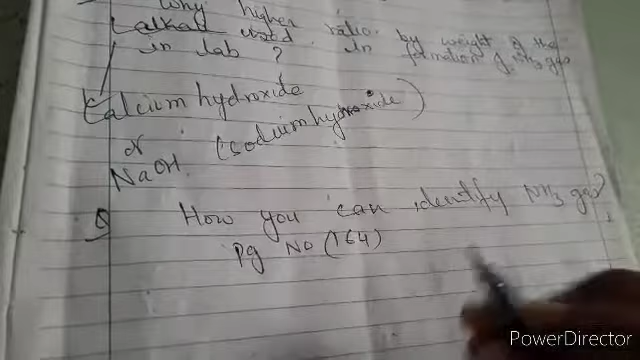 Why higher ratio by weight of the
alkali used in formation of NH3 gas
in lab ?
Calcium hydroxide
or (sodium hydroxide)
NaOH.
9 How you can identify NH3 gas?
Pg No (164)
PowerDirector